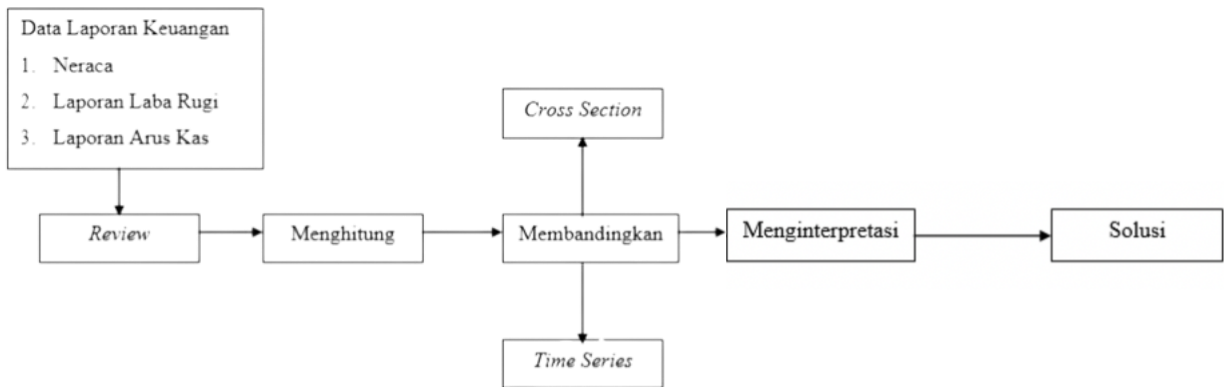 Data Laporan Keuangan
1. Neraca
2. Laporan Laba Rugi
3. Laporan Arus Kas
Cross Section
Review
Menghitung
Membandingkan
Menginterpretasi
Solusi
Time Series